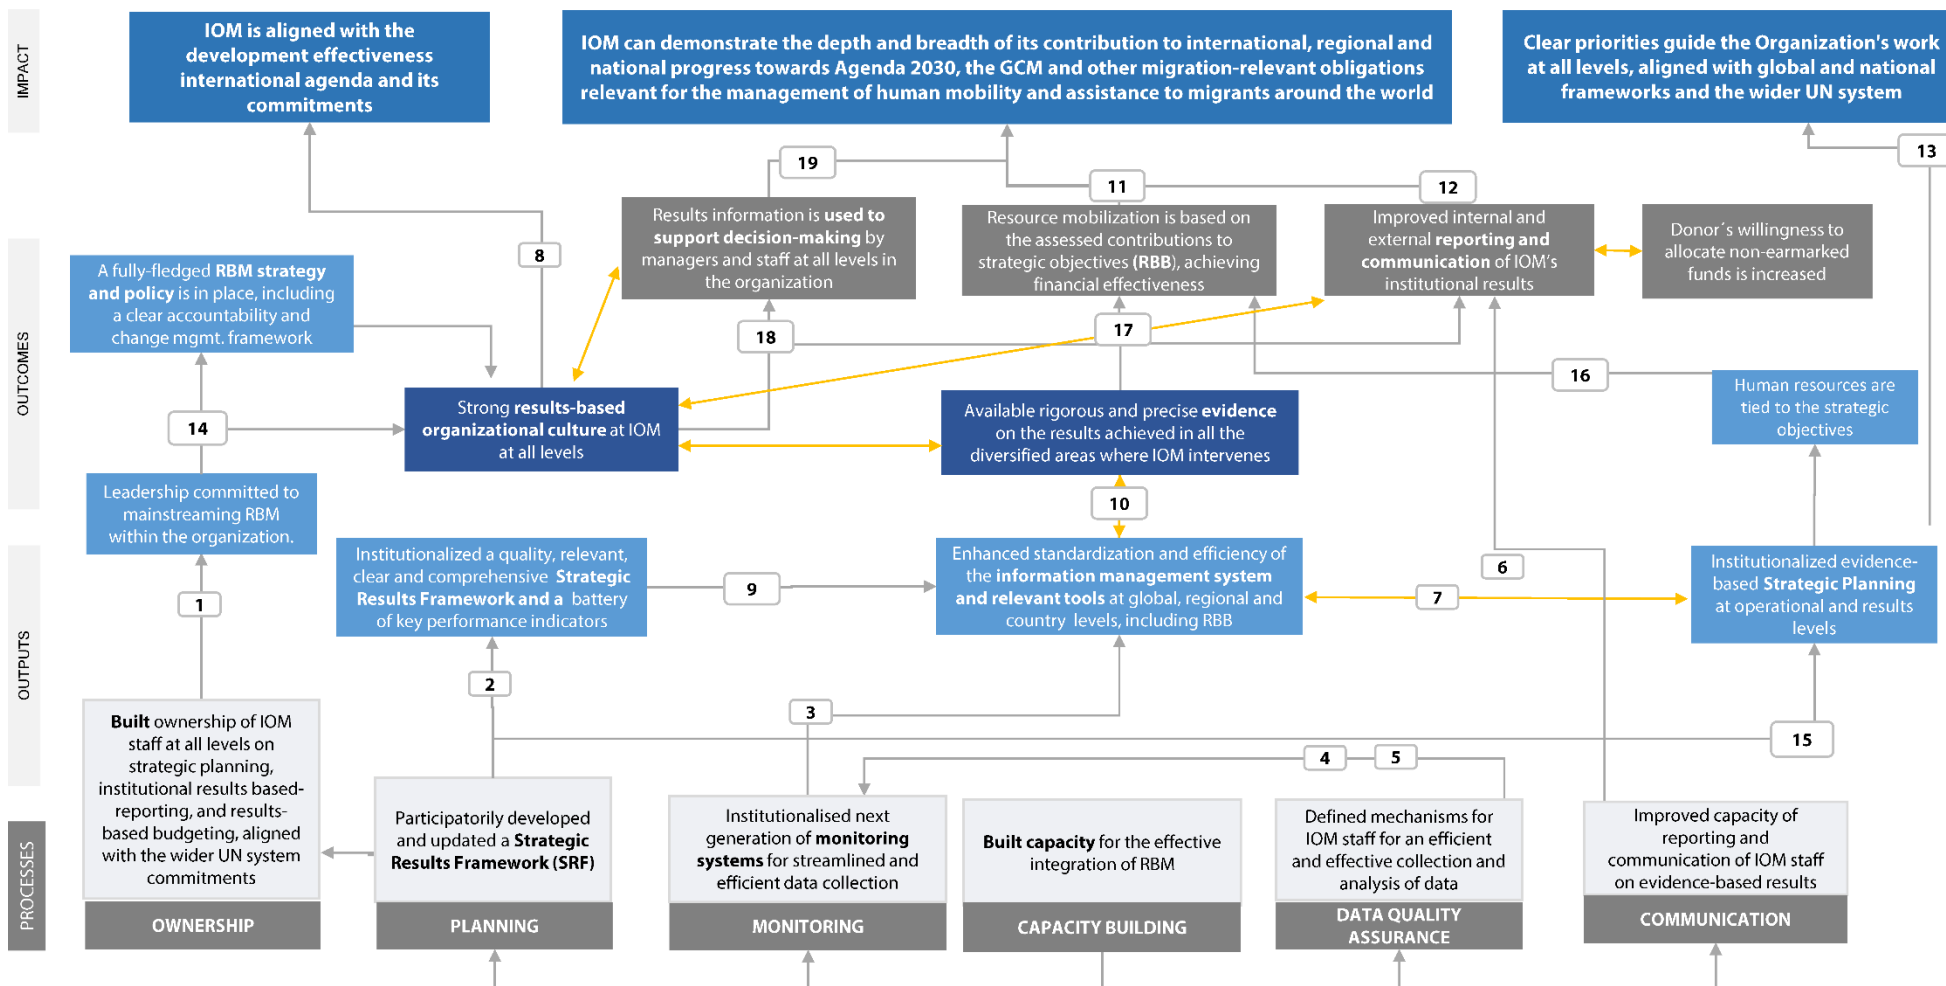 IMPACT
IOM is aligned with the
development effectiveness
international agenda and its
commitments
IOM can demonstrate the depth and breadth of its contribution to international, regional and
national progress towards Agenda 2030, the GCM and other migration-relevant obligations
relevant for the management of human mobility and assistance to migrants around the world
Clear priorities guide the Organization's work
at all levels, aligned with global and national
frameworks and the wider UN system
19
11
12
13
8
OUTCOMES
A fully-fledged RBM strategy
and policy is in place, including
a clear accountability and
change mgmt. framework
Results information is used to
support decision-making by
managers and staff at all levels in
the organization
Resource mobilization is based on
the assessed contributions to
strategic objectives (RBB), achieving
financial effectiveness
Improved internal and
external reporting and
communication of IOM's
institutional results
Donor´s willingness to
allocate non-earmarked
funds is increased
18
17
16
14
Strong results-based
organizational culture at IOM
at all levels
Available rigorous and precise evidence
on the results achieved in all the
diversified areas where IOM intervenes
Human resources are
tied to the strategic
objectives
Leadership committed to
mainstreaming RBM
within the organization.
10
OUTPUTS
Institutionalized a quality, relevant,
clear and comprehensive Strategic
Results Framework and a battery
of key performance indicators
Enhanced standardization and efficiency of
the information management system
and relevant tools at global, regional and
country levels, including RBB
Institutionalized evidence-
based Strategic Planning
at operational and results
levels
1
9
6
7
2
3
15
4
5
PROCESSES
Built ownership of IOM
staff at all levels on
strategic planning,
institutional results based-
reporting, and results-
based budgeting, aligned
with the wider UN system
commitments
OWNERSHIP
Participatorily developed
and updated a Strategic
Results Framework (SRF)
PLANNING
Institutionalised next
generation of monitoring
systems for streamlined and
efficient data collection
MONITORING
Built capacity for the effective
integration of RBM
CAPACITY BUILDING
Defined mechanisms for
IOM staff for an efficient
and effective collection and
analysis of data
DATA QUALITY
ASSURANCE
Improved capacity of
reporting and
communication of IOM staff
on evidence-based results
COMMUNICATION